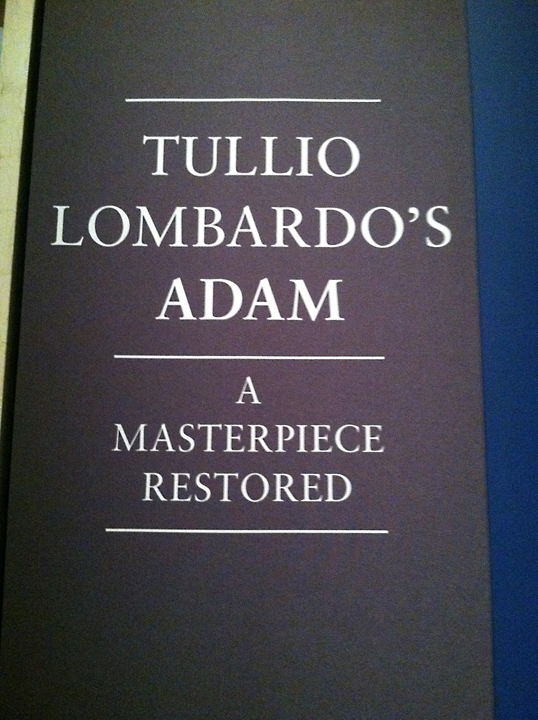 TULLIO
LOMBARDO'S
ADAM
A
MASTERPIECE
RESTORED